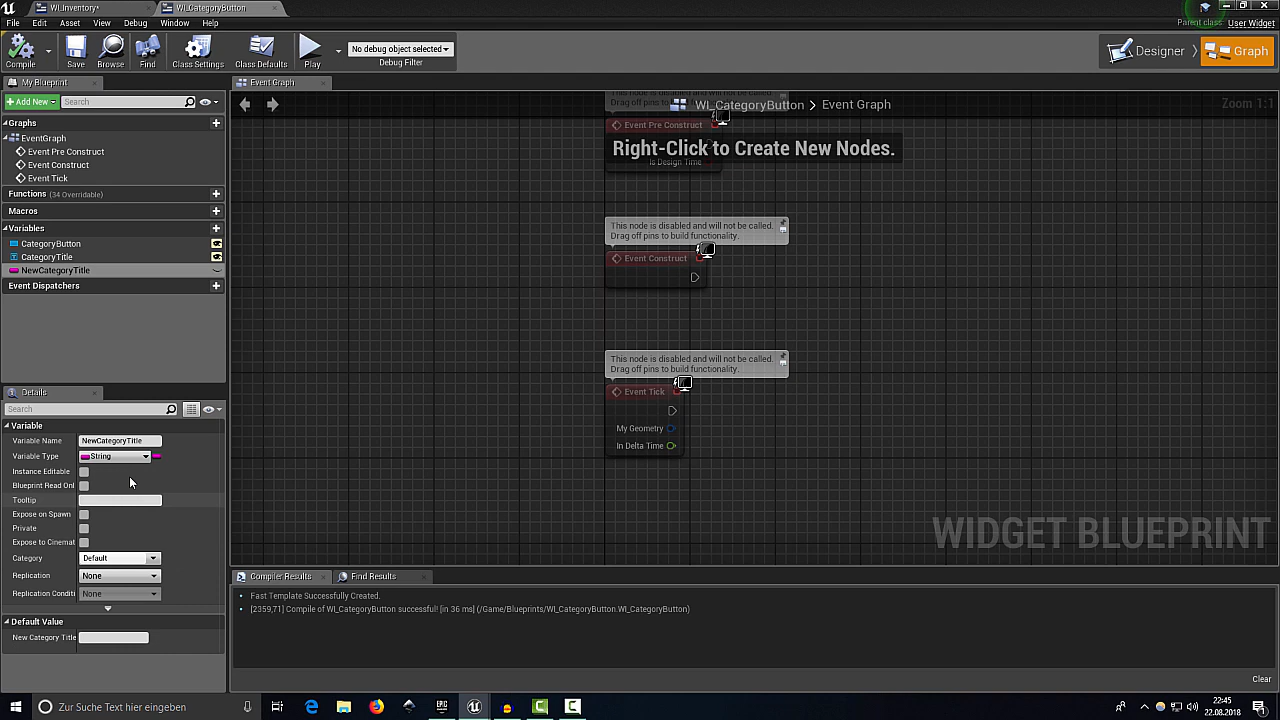 WI_Inventory*
WI_CategoryButton
Parent class:
File Edit Asset View Debug Window Help
User Widget
Compile
Save
Browse
Find
Class Settings
Class Defaults
Play
No debug object selected
Debug Filter
Designer
Graph
My Blueprint
Event Graph
+Add New
Search
WI_CategoryButton > Event Graph
Zoom 1:1
Graphs
EventGraph
Event Pre Construct
Event Construct
Event Tick
Functions (34 Overridable)
Macros
Variables
CategoryButton
CategoryTitle
NewCategoryTitle
Event Dispatchers
Drag off pins to build functionality.
Event Pre Construct
Right-Click to Create New Nodes.
Is Design Time
This node is disabled and will not be called.
Drag off pins to build functionality.
Event Construct
This node is disabled and will not be called.
Drag off pins to build functionality.
Event Tick
My Geometry
In Delta Time
WIDGET BLUEPRINT
Details
Search
Variable
Variable Name NewCategoryTitle
Variable Type String
Instance Editable
Blueprint Read Onl
Tooltip
Expose on Spawn
Private
Expose to Cinemat
Category Default
Replication None
Replication Conditi None
Default Value
New Category Title
Compiler Results
Find Results
Fast Template Successfully Created.
[2359,71] Compile of WI_CategoryButton successful! [in 36 ms] (/Game/Blueprints/WI_CategoryButton.WI_CategoryButton)
Clear
Zur Suche Text hier eingeben
EPIC
22:45
22.08.2018